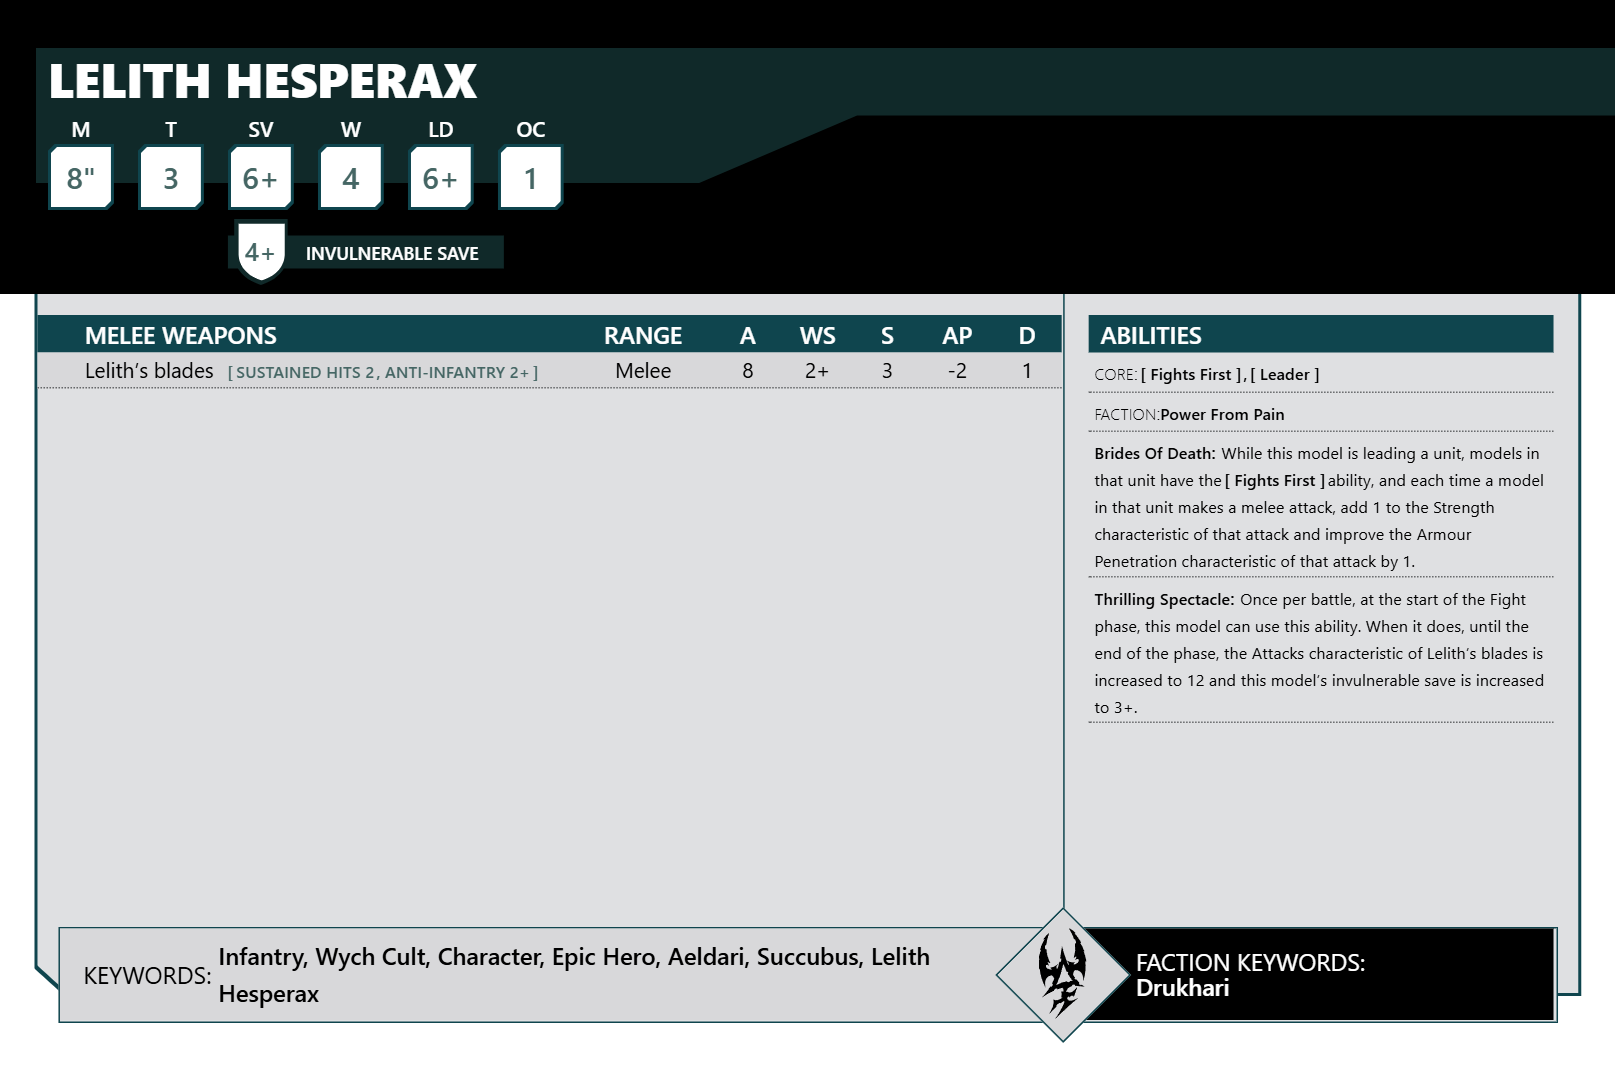 LELITH HESPERAX
M T SV W LD OC
8" 3 6+ 4 6+ 1
4+ INVULNERABLE SAVE
MELEE WEAPONS RANGE A WS S AP D
Lelith’s blades [ SUSTAINED HITS 2, ANTI-INFANTRY 2+ ] Melee 8 2+ 3 -2 1
ABILITIES
CORE: [ Fights First ], [ Leader ]
FACTION:Power From Pain
Brides Of Death: While this model is leading a unit, models in
that unit have the [ Fights First ] ability, and each time a model
in that unit makes a melee attack, add 1 to the Strength
characteristic of that attack and improve the Armour
Penetration characteristic of that attack by 1.
Thrilling Spectacle: Once per battle, at the start of the Fight
phase, this model can use this ability. When it does, until the
end of the phase, the Attacks characteristic of Lelith’s blades is
increased to 12 and this model’s invulnerable save is increased
to 3+.
KEYWORDS: Infantry, Wych Cult, Character, Epic Hero, Aeldari, Succubus, Lelith
Hesperax
FACTION KEYWORDS:
Drukhari